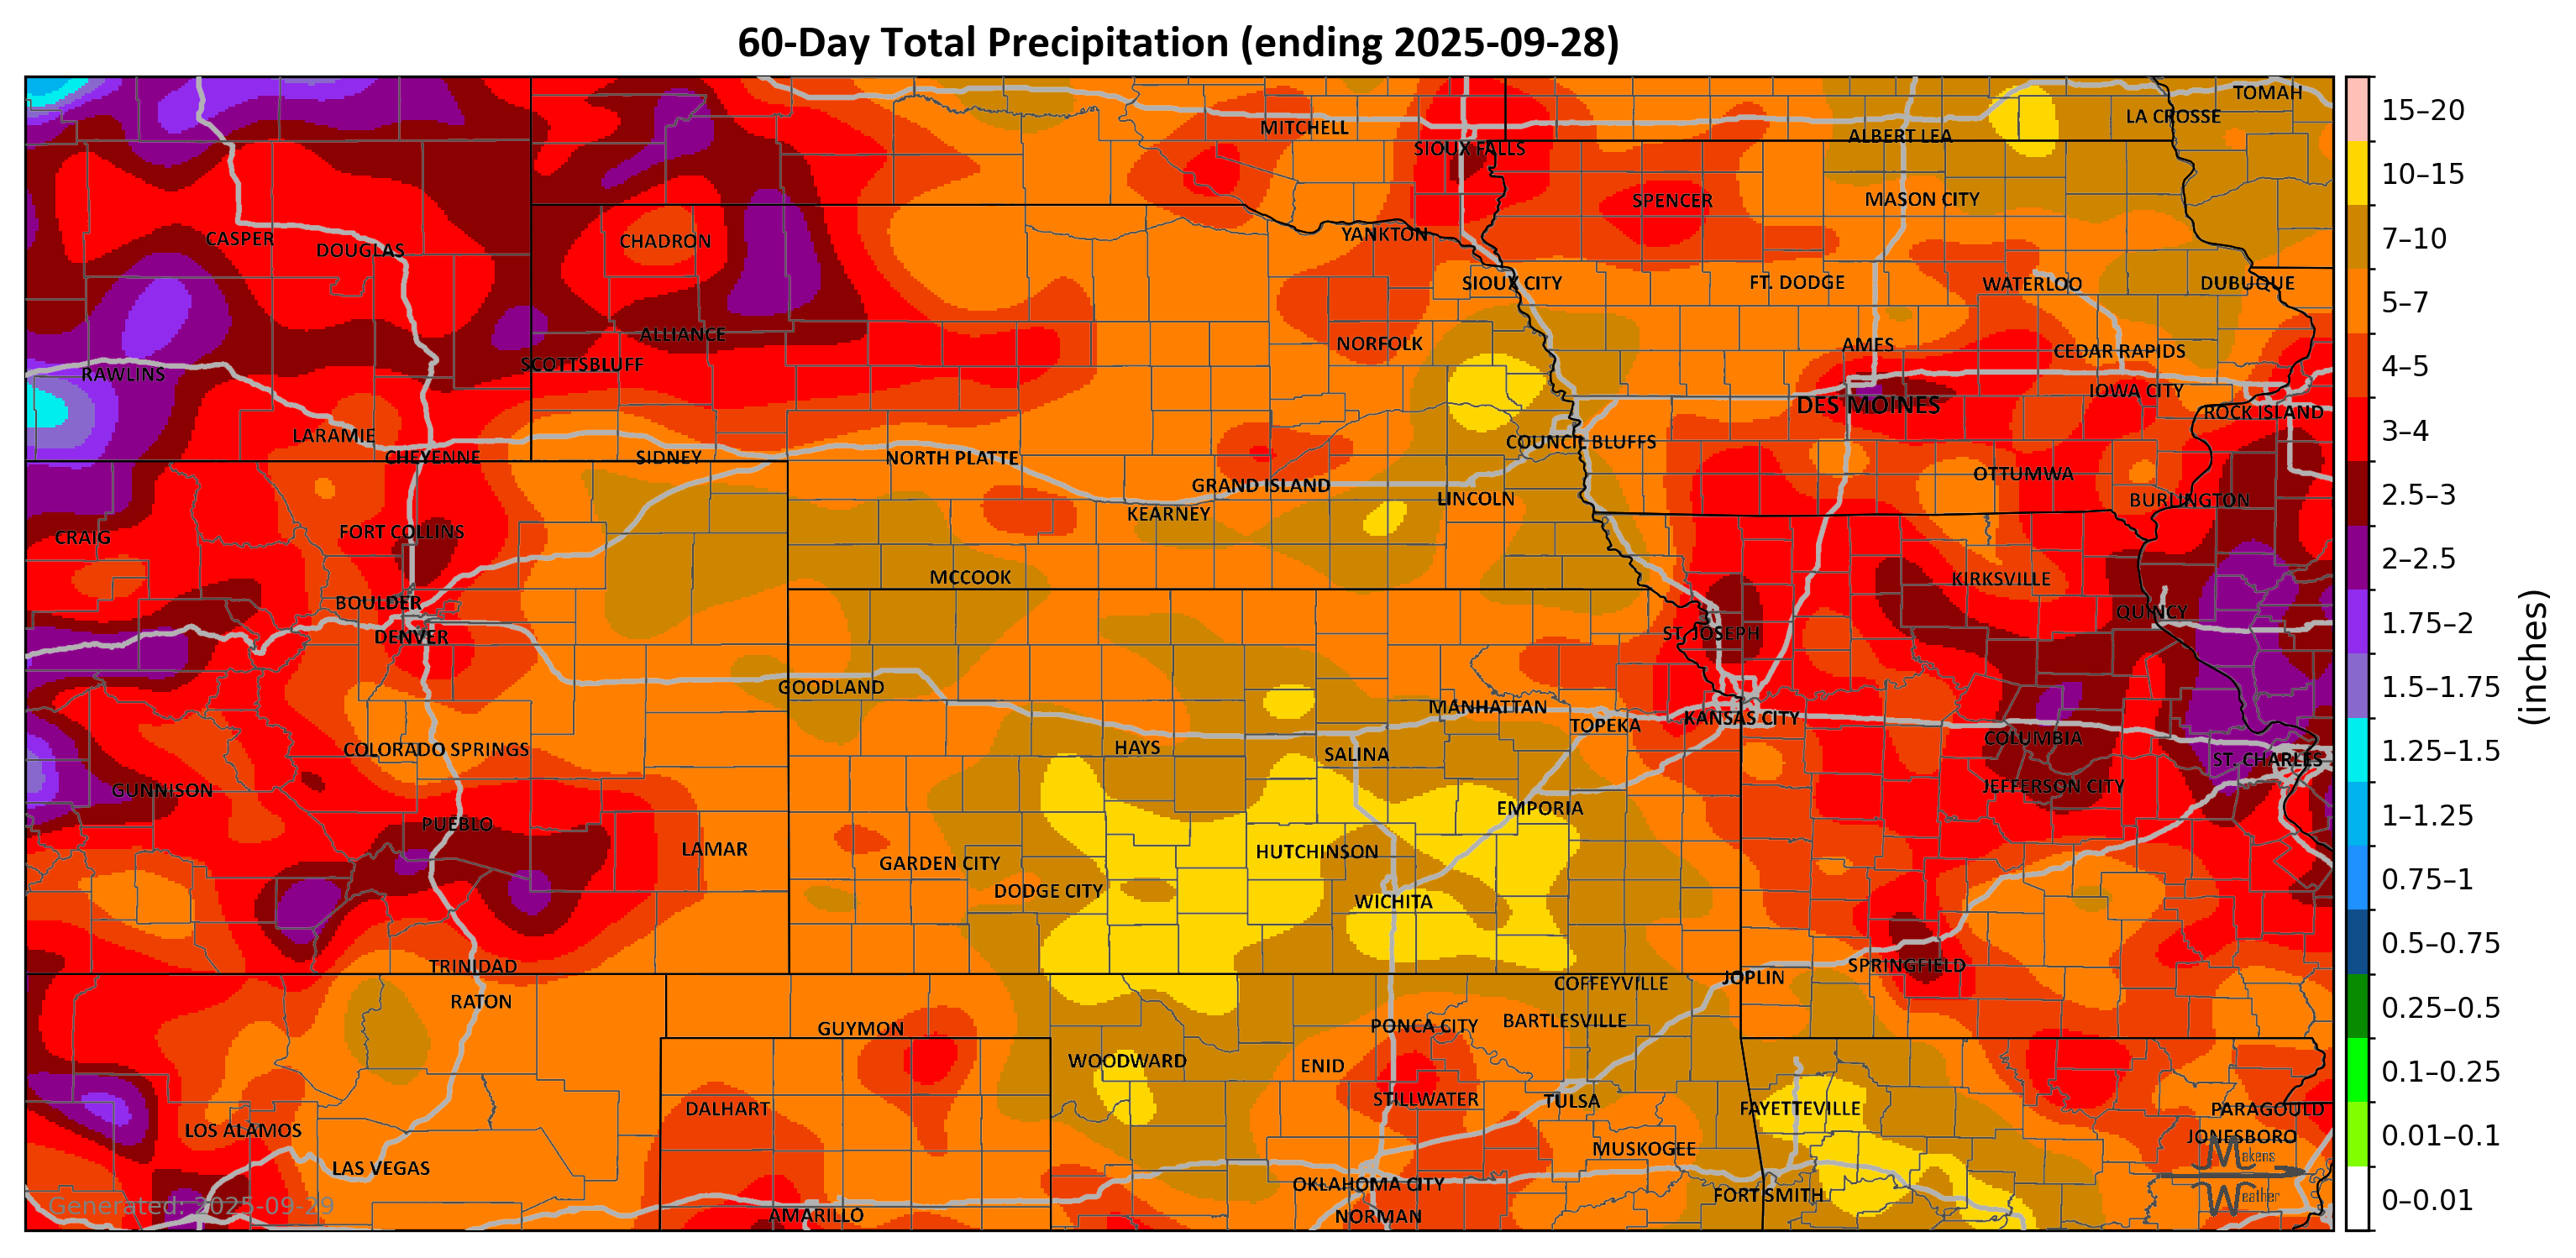 60-Day Total Precipitation (ending 2025-09-28)
TOMAH
LA CROSSE
MITCHELL
ALBERT LEA
SIOUX FALLS
SPENCER
MASON CITY
CASPER
DOUGLAS
CHADRON
YANKTON
SIOUX CITY
FT. DODGE
WATERLOO
DUBUQUE
ALLIANCE
NORFOLK
AMES
CEDAR RAPIDS
SCOTTSBLUFF
RAWLINS
IOWA CITY
DES MOINES
ROCK ISLAND
LARAMIE
COUNCIL BLUFFS
CHEYENNE
SIDNEY
NORTH PLATTE
OTTUMWA
GRAND ISLAND
LINCOLN
BURLINGTON
KEARNEY
CRAIG
FORT COLLINS
MCCOOK
KIRKSVILLE
BOULDER
QUINCY
DENVER
ST. JOSEPH
GOODLAND
MANHATTAN
KANSAS CITY
TOPEKA
COLUMBIA
COLORADO SPRINGS
HAYS
SALINA
ST. CHARLES
GUNNISON
JEFFERSON CITY
EMPORIA
PUEBLO
LAMAR
HUTCHINSON
GARDEN CITY
DODGE CITY
WICHITA
TRINIDAD
SPRINGFIELD
JOPLIN
COFFEYVILLE
RATON
BARTLESVILLE
PONCA CITY
GUYMON
WOODWARD
ENID
STILLWATER
TULSA
DALHART
FAYETTEVILLE
PARAGOULD
LOS ALAMOS
JONESBORO
MUSKOGEE
LAS VEGAS
OKLAHOMA CITY
FORT SMITH
AMARILLO
NORMAN
Generated: 2025-09-29
Makens
Weather
15–20
10–15
7–10
5–7
4–5
3–4
2.5–3
2–2.5
1.75–2
1.5–1.75
1.25–1.5
1–1.25
0.75–1
0.5–0.75
0.25–0.5
0.1–0.25
0.01–0.1
0–0.01
(inches)